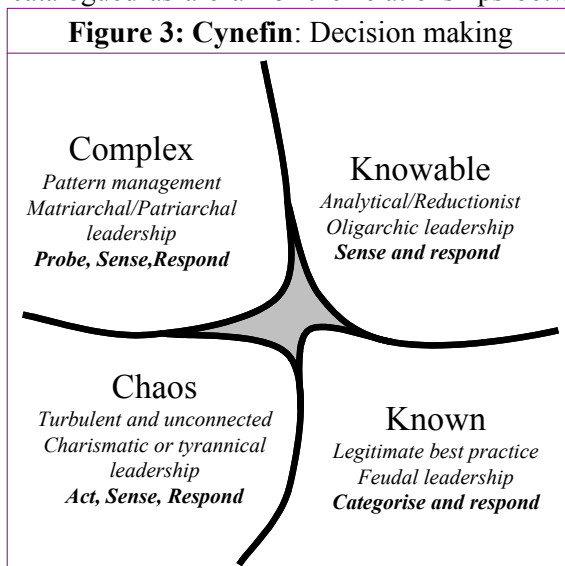 Figure 3: Cynefin: Decision making
Complex
Pattern management
Matriarchal/Patriarchal
leadership
Probe, Sense,Respond
Knowable
Analytical/Reductionist
Oligarchic leadership
Sense and respond
Chaos
Turbulent and unconnected
Charismatic or tyrannical
leadership
Act, Sense, Respond
Known
Legitimate best practice
Feudal leadership
Categorise and respond